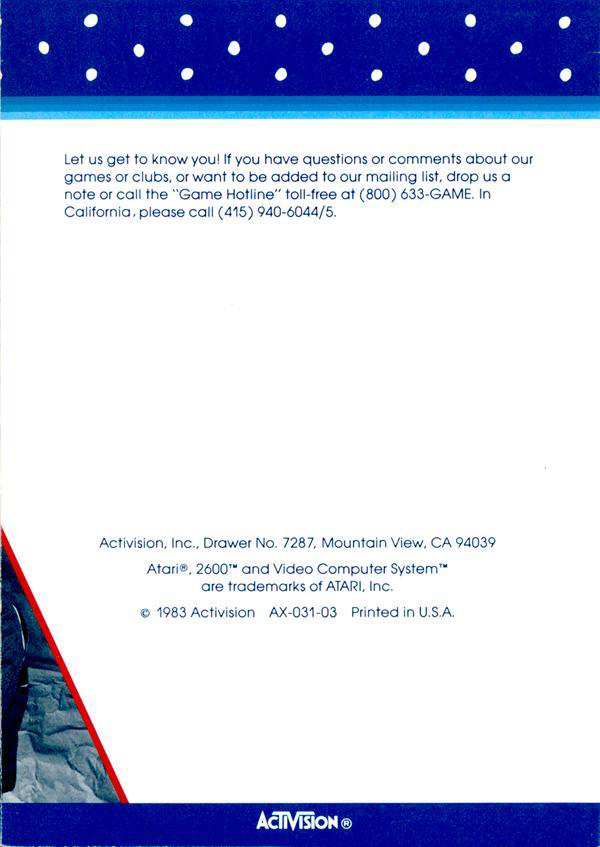 Let us get to know you! If you have questions or comments about our
games or clubs, or want to be added to our mailing list, drop us a
note or call the "Game Hotline" toll-free at (800) 633-GAME. In
California, please call (415) 940-6044/5.
Activision, Inc., Drawer No. 7287, Mountain View, CA 94039
Atari®, 2600™ and Video Computer System™
are trademarks of ATARI, Inc.
© 1983 Activision AX-031-03 Printed in U.S.A.
ACTIVISION ®